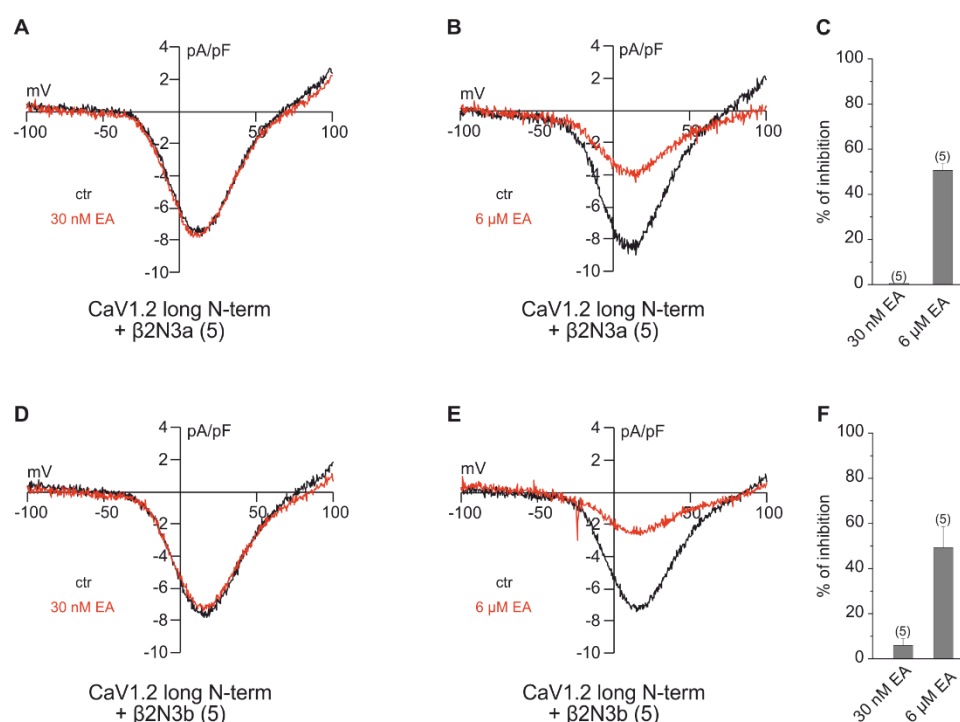 A
pA/pF
4
2
mV
-100
-50
50
100
-2
-4
-6
-8
-10
ctr
30 nM EA
CaV1.2 long N-term
+ β2N3a (5)
B
pA/pF
4
2
mV
-100
-50
50
100
-2
-4
-6
-8
-10
ctr
6 µM EA
CaV1.2 long N-term
+ β2N3a (5)
C
% of inhibition
100
80
60
40
20
0
(5)
(5)
30 nM EA
6 µM EA
D
pA/pF
4
2
mV
-100
-50
50
100
-2
-4
-6
-8
-10
ctr
30 nM EA
CaV1.2 long N-term
+ β2N3b (5)
E
pA/pF
4
2
mV
-100
-50
50
100
-2
-4
-6
-8
-10
ctr
6 µM EA
CaV1.2 long N-term
+ β2N3b (5)
F
% of inhibition
100
80
60
40
20
0
(5)
(5)
30 nM EA
6 µM EA